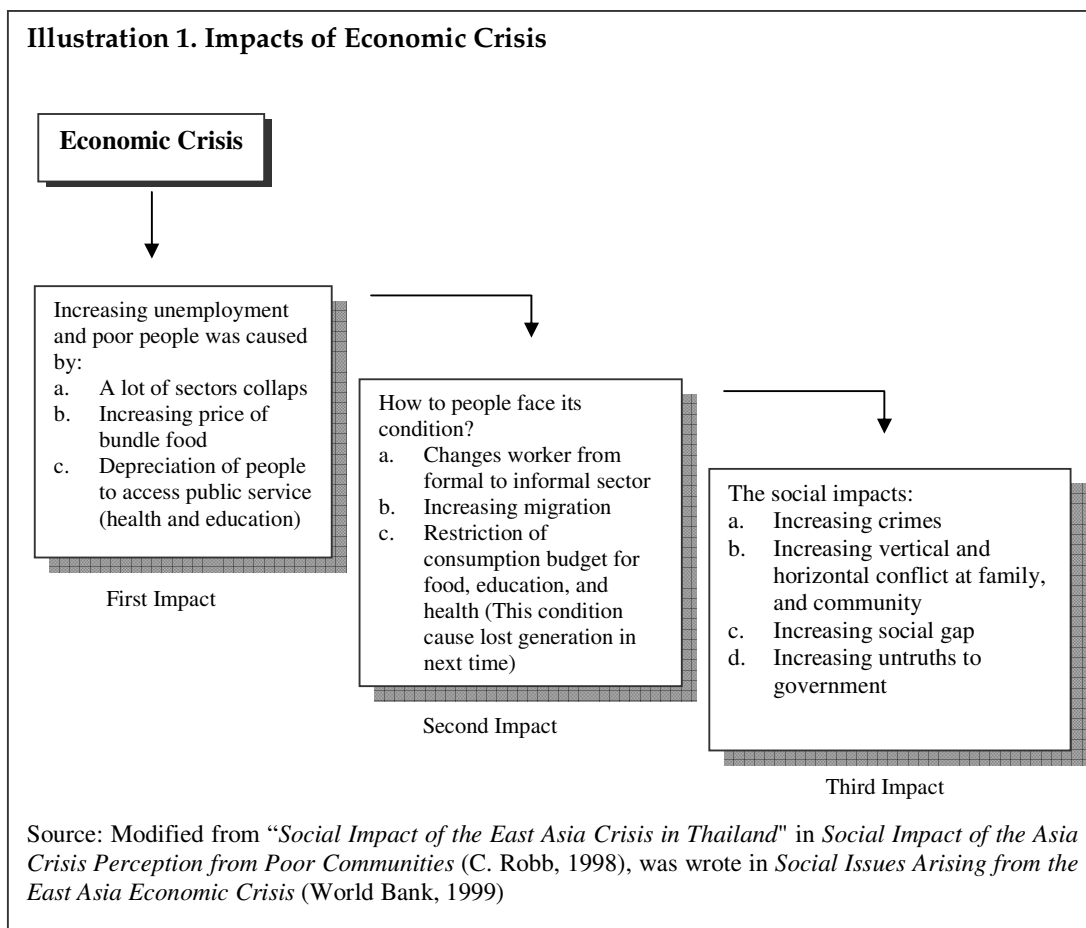 Illustration 1. Impacts of Economic Crisis
Economic Crisis
Increasing unemployment
and poor people was caused
by:
a. A lot of sectors collaps
b. Increasing price of
bundle food
c. Depreciation of people
to access public service
(health and education)
First Impact
How to people face its
condition?
a. Changes worker from
formal to informal sector
b. Increasing migration
c. Restriction of
consumption budget for
food, education, and
health (This condition
cause lost generation in
next time)
Second Impact
The social impacts:
a. Increasing crimes
b. Increasing vertical and
horizontal conflict at family,
and community
c. Increasing social gap
d. Increasing untruths to
government
Third Impact
Source: Modified from “Social Impact of the East Asia Crisis in Thailand" in Social Impact of the Asia
Crisis Perception from Poor Communities (C. Robb, 1998), was wrote in Social Issues Arising from the
East Asia Economic Crisis (World Bank, 1999)